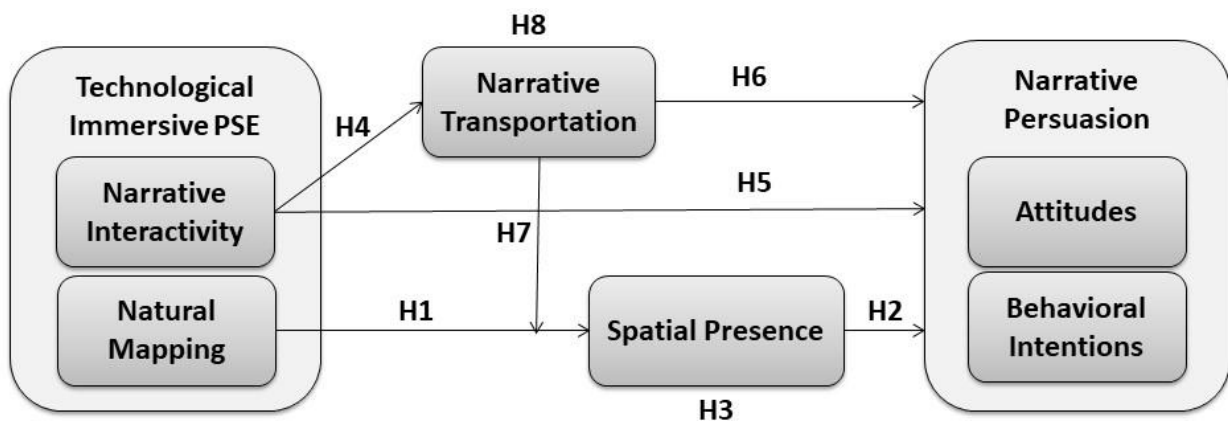 H8
Technological
Immersive PSE
Narrative
Transportation
H6
Narrative
Persuasion
H4
Narrative
Interactivity
H5
Attitudes
H7
Natural
Mapping
H1
Spatial Presence
H2
Behavioral
Intentions
H3